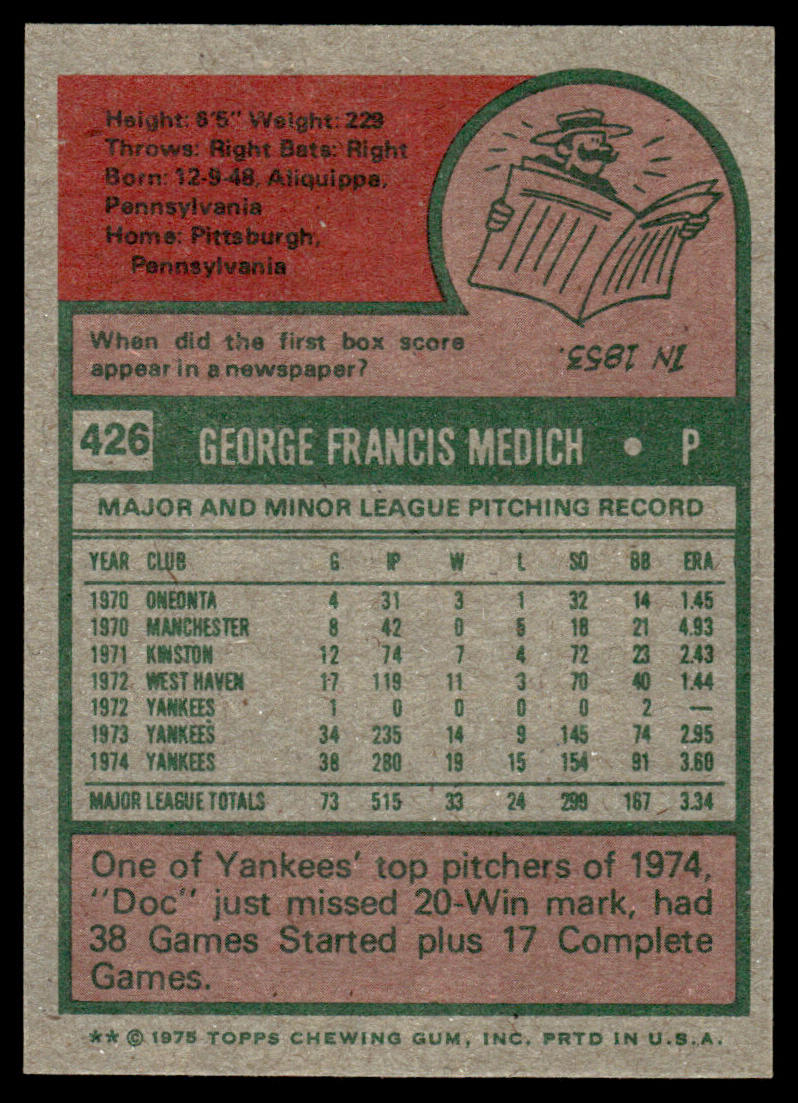 Height: 6'5" Weight: 229
Throws: Right Bats: Right
Born: 12-9-48, Aliquippa,
Pennsylvania
Home: Pittsburgh,
Pennsylvania
When did the first box score
appear in a newspaper?
IN 1853.
426 GEORGE FRANCIS MEDICH • P
MAJOR AND MINOR LEAGUE PITCHING RECORD
YEAR CLUB G IP W L SO BB ERA
1970 ONEONTA 4 31 3 1 32 14 1.45
1970 MANCHESTER 8 42 0 5 18 21 4.93
1971 KINSTON 12 74 7 4 72 23 2.43
1972 WEST HAVEN 17 119 11 3 70 40 1.44
1972 YANKEES 1 0 0 0 0 2 —
1973 YANKEES 34 235 14 9 145 74 2.95
1974 YANKEES 38 280 19 15 154 91 3.60
MAJOR LEAGUE TOTALS 73 515 33 24 299 167 3.34
One of Yankees' top pitchers of 1974,
"Doc" just missed 20-Win mark, had
38 Games Started plus 17 Complete
Games.
** © 1975 TOPPS CHEWING GUM, INC. PRTD IN U.S.A.